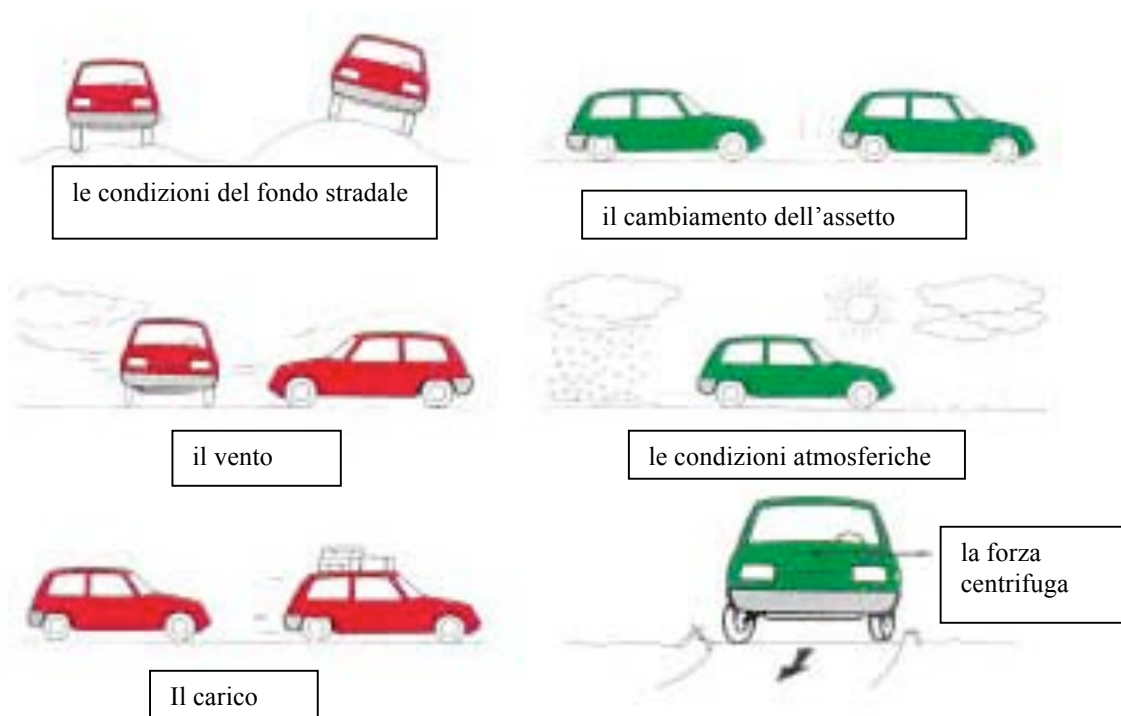 le condizioni del fondo stradale
il cambiamento dell’assetto
il vento
le condizioni atmosferiche
la forza
centrifuga
Il carico